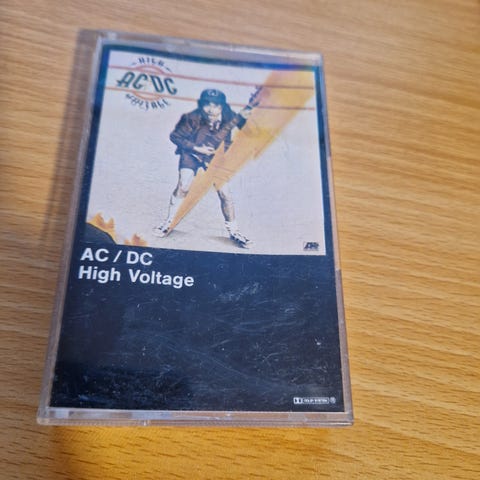 HIGH
AC/DC
VOLTAGE
AC / DC
High Voltage